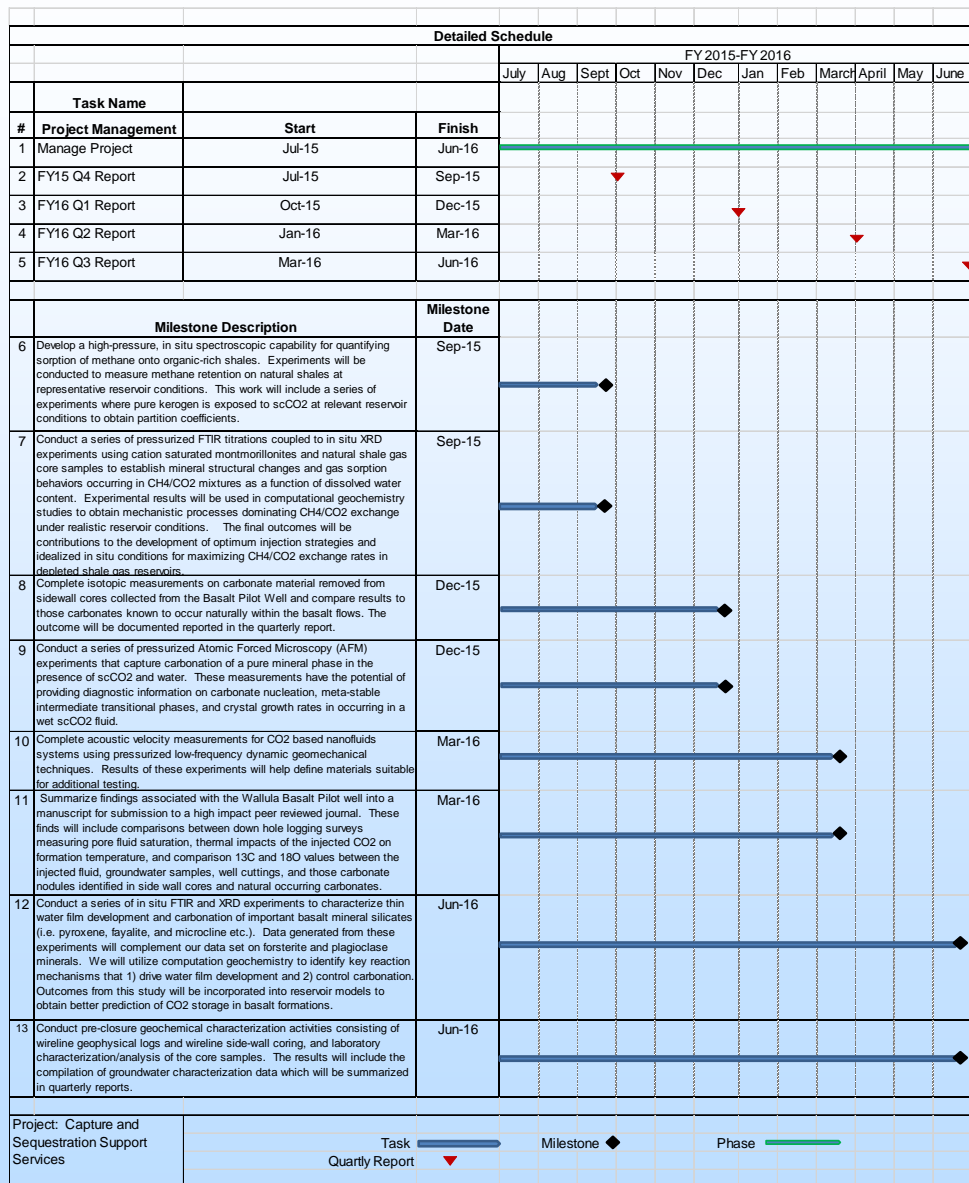 Detailed Schedule
FY 2015-FY 2016
July Aug Sept Oct Nov Dec Jan Feb March April May June
Task Name
# Project Management Start Finish
1 Manage Project Jul-15 Jun-16
2 FY15 Q4 Report Jul-15 Sep-15
3 FY16 Q1 Report Oct-15 Dec-15
4 FY16 Q2 Report Jan-16 Mar-16
5 FY16 Q3 Report Mar-16 Jun-16
Milestone Description Milestone Date
6 Develop a high-pressure, in situ spectroscopic capability for quantifying Sep-15
sorption of methane onto organic-rich shales. Experiments will be
conducted to measure methane retention on natural shales at
representative reservoir conditions. This work will include a series of
experiments where pure kerogen is exposed to scCO2 at relevant reservoir
conditions to obtain partition coefficients.
7 Conduct a series of pressurized FTIR titrations coupled to in situ XRD Sep-15
experiments using cation saturated montmorillonites and natural shale gas
core samples to establish mineral structural changes and gas sorption
behaviors occurring in CH4/CO2 mixtures as a function of dissolved water
content. Experimental results will be used in computational geochemistry
studies to obtain mechanistic processes dominating CH4/CO2 exchange
under realistic reservoir conditions. The final outcomes will be
contributions to the development of optimum injection strategies and
idealized in situ conditions for maximizing CH4/CO2 exchange rates in
depleted shale gas reservoirs.
8 Complete isotopic measurements on carbonate material removed from Dec-15
sidewall cores collected from the Basalt Pilot Well and compare results to
those carbonates known to occur naturally within the basalt flows. The
outcome will be documented reported in the quarterly report.
9 Conduct a series of pressurized Atomic Forced Microscopy (AFM) Dec-15
experiments that capture carbonation of a pure mineral phase in the
presence of scCO2 and water. These measurements have the potential of
providing diagnostic information on carbonate nucleation, meta-stable
intermediate transitional phases, and crystal growth rates in occurring in a
wet scCO2 fluid.
10 Complete acoustic velocity measurements for CO2 based nanofluids Mar-16
systems using pressurized low-frequency dynamic geomechanical
techniques. Results of these experiments will help define materials suitable
for additional testing.
11 Summarize findings associated with the Wallula Basalt Pilot well into a Mar-16
manuscript for submission to a high impact peer reviewed journal. These
finds will include comparisons between down hole logging surveys
measuring pore fluid saturation, thermal impacts of the injected CO2 on
formation temperature, and comparison 13C and 18O values between the
injected fluid, groundwater samples, well cuttings, and those carbonate
nodules identified in side wall cores and natural occurring carbonates.
12 Conduct a series of in situ FTIR and XRD experiments to characterize thin Jun-16
water film development and carbonation of important basalt mineral silicates
(i.e. pyroxene, fayalite, and microcline etc.). Data generated from these
experiments will complement our data set on forsterite and plagioclase
minerals. We will utilize computation geochemistry to identify key reaction
mechanisms that 1) drive water film development and 2) control carbonation.
Outcomes from this study will be incorporated into reservoir models to
obtain better prediction of CO2 storage in basalt formations.
13 Conduct pre-closure geochemical characterization activities consisting of Jun-16
wireline geophysical logs and wireline side-wall coring, and laboratory
characterization/analysis of the core samples. The results will include the
compilation of groundwater characterization data which will be summarized
in quarterly reports.
Project: Capture and
Sequestration Support
Services
Task Milestone Phase
Quartly Report